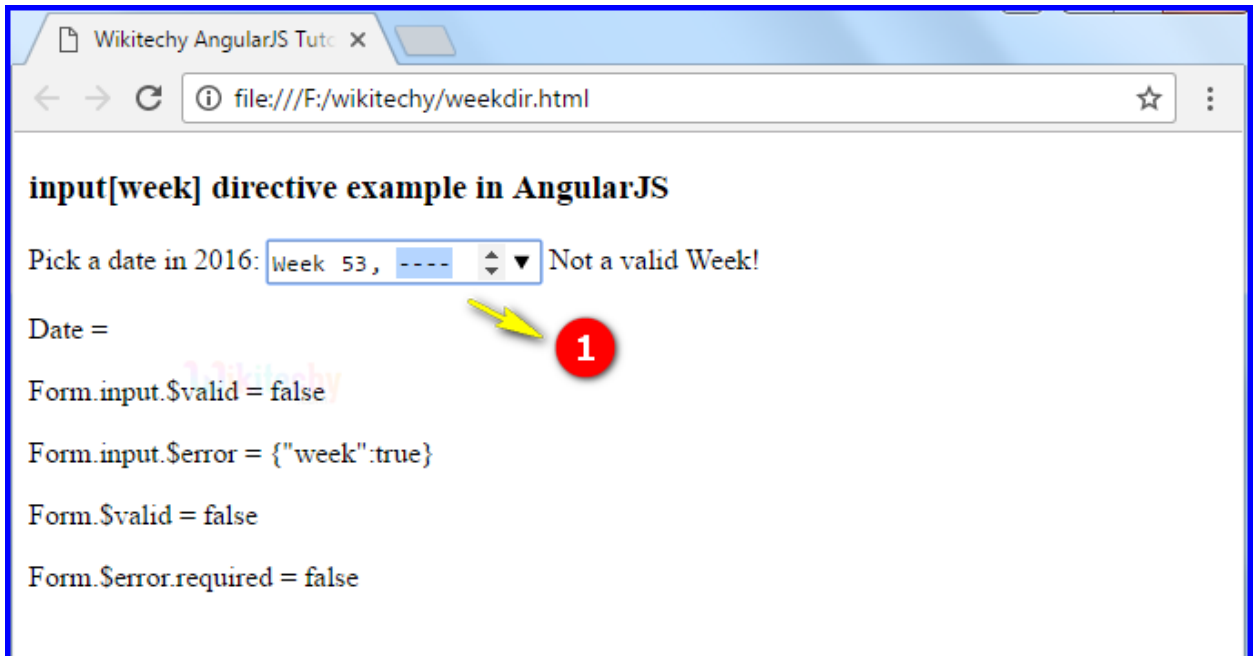 Wikitechy AngularJS Tuto
file:///F:/wikitechy/weekdir.html
input[week] directive example in AngularJS
Pick a date in 2016: Week 53, ---- Not a valid Week!
1
Date =
Wikitechy
Form.input.$valid = false
Form.input.$error = {"week":true}
Form.$valid = false
Form.$error.required = false